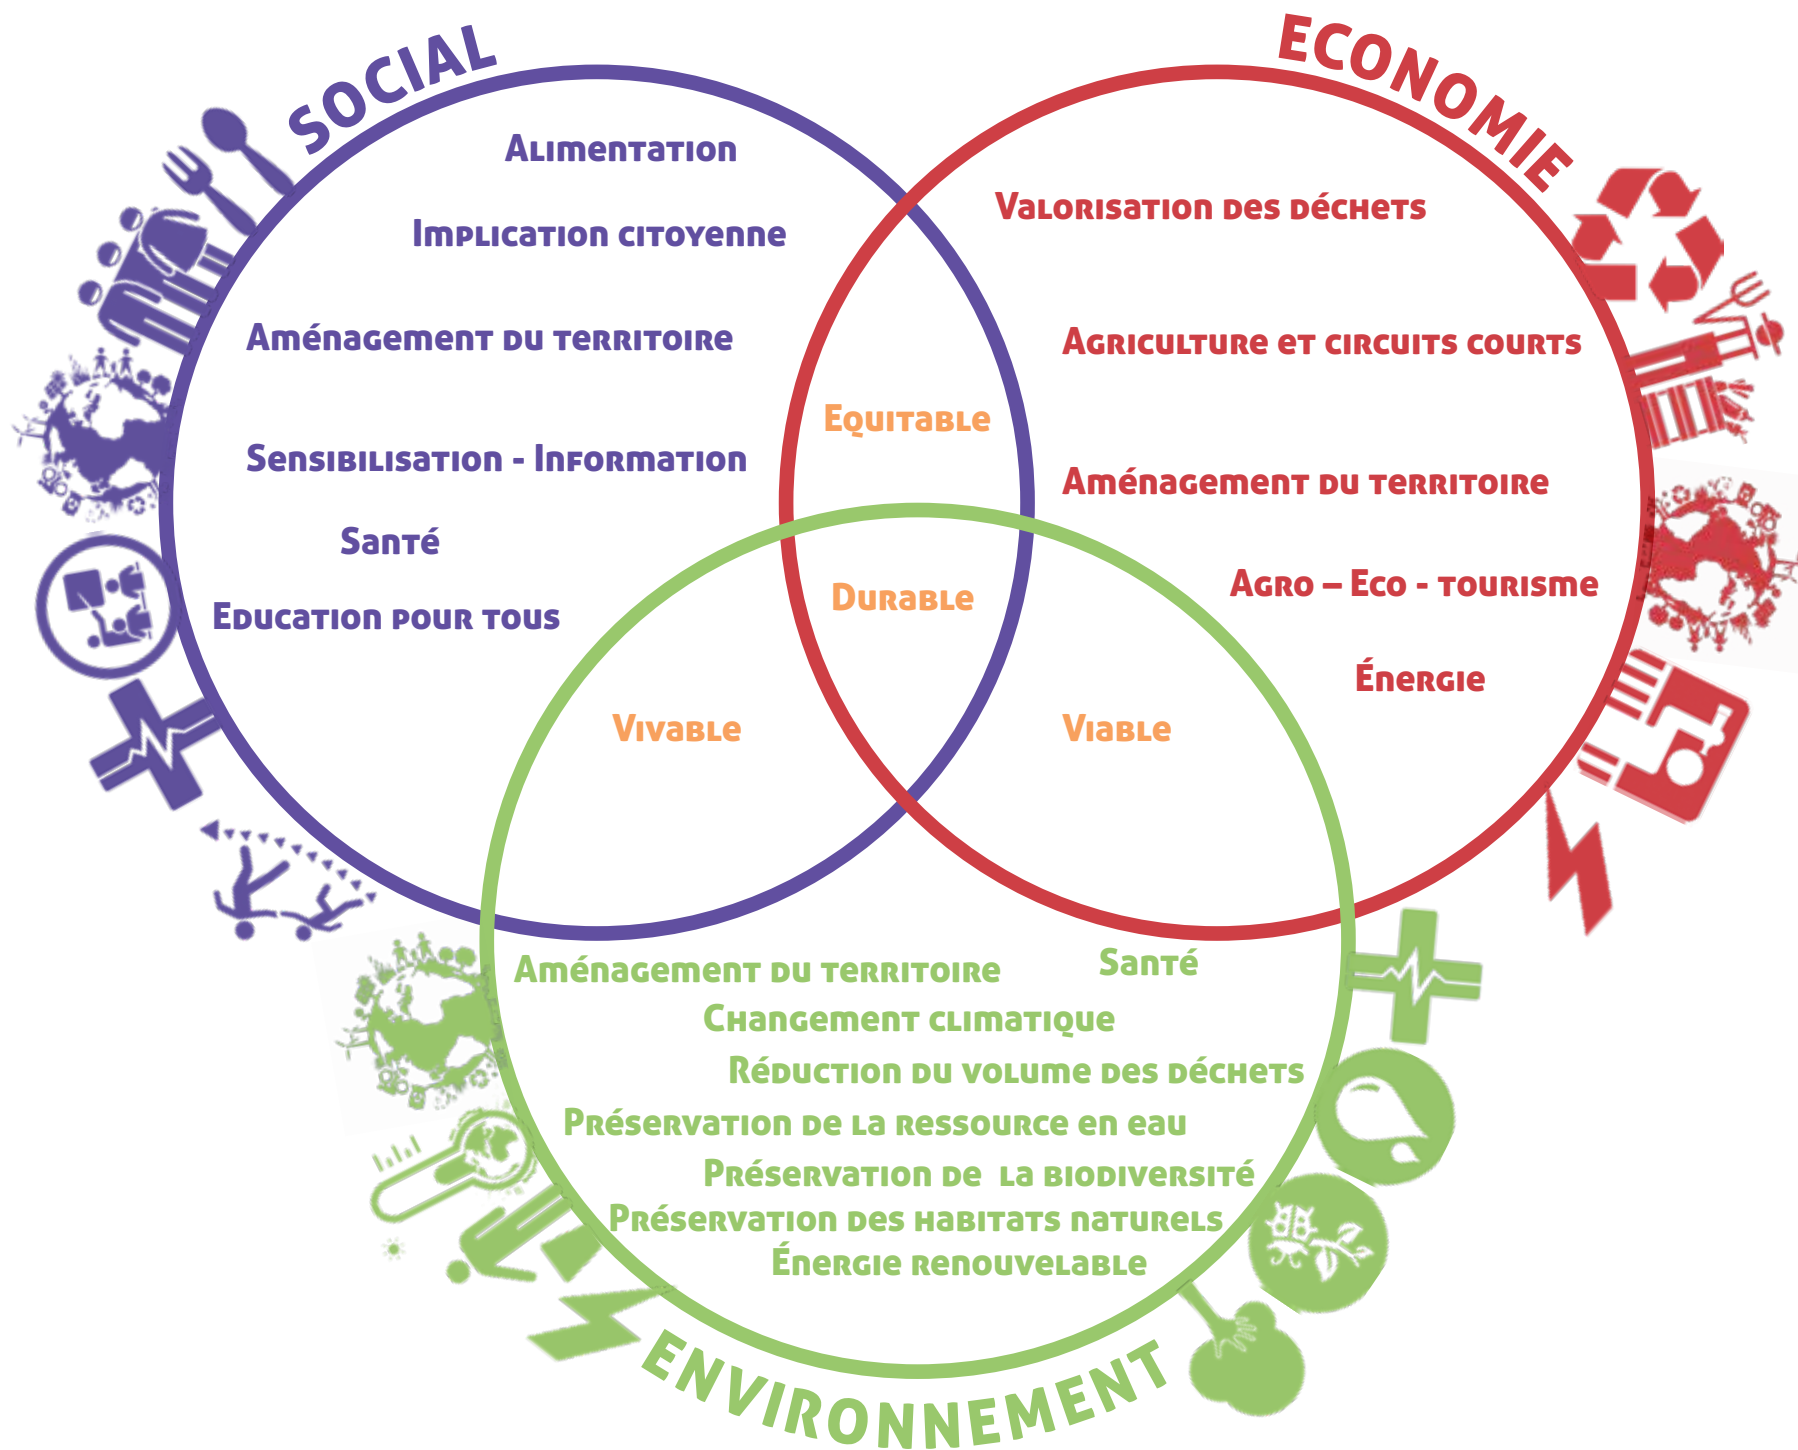 SOCIAL
Alimentation
Implication citoyenne
Aménagement du territoire
Sensibilisation - Information
Santé
Education pour tous
ECONOMIE
Valorisation des déchets
Agriculture et circuits courts
Aménagement du territoire
Agro – Eco - tourisme
Énergie
Equitable
Durable
Vivable
Viable
Aménagement du territoire
Santé
Changement climatique
Réduction du volume des déchets
Préservation de la ressource en eau
Préservation de la biodiversité
Préservation des habitats naturels
Énergie renouvelable
ENVIRONNEMENT